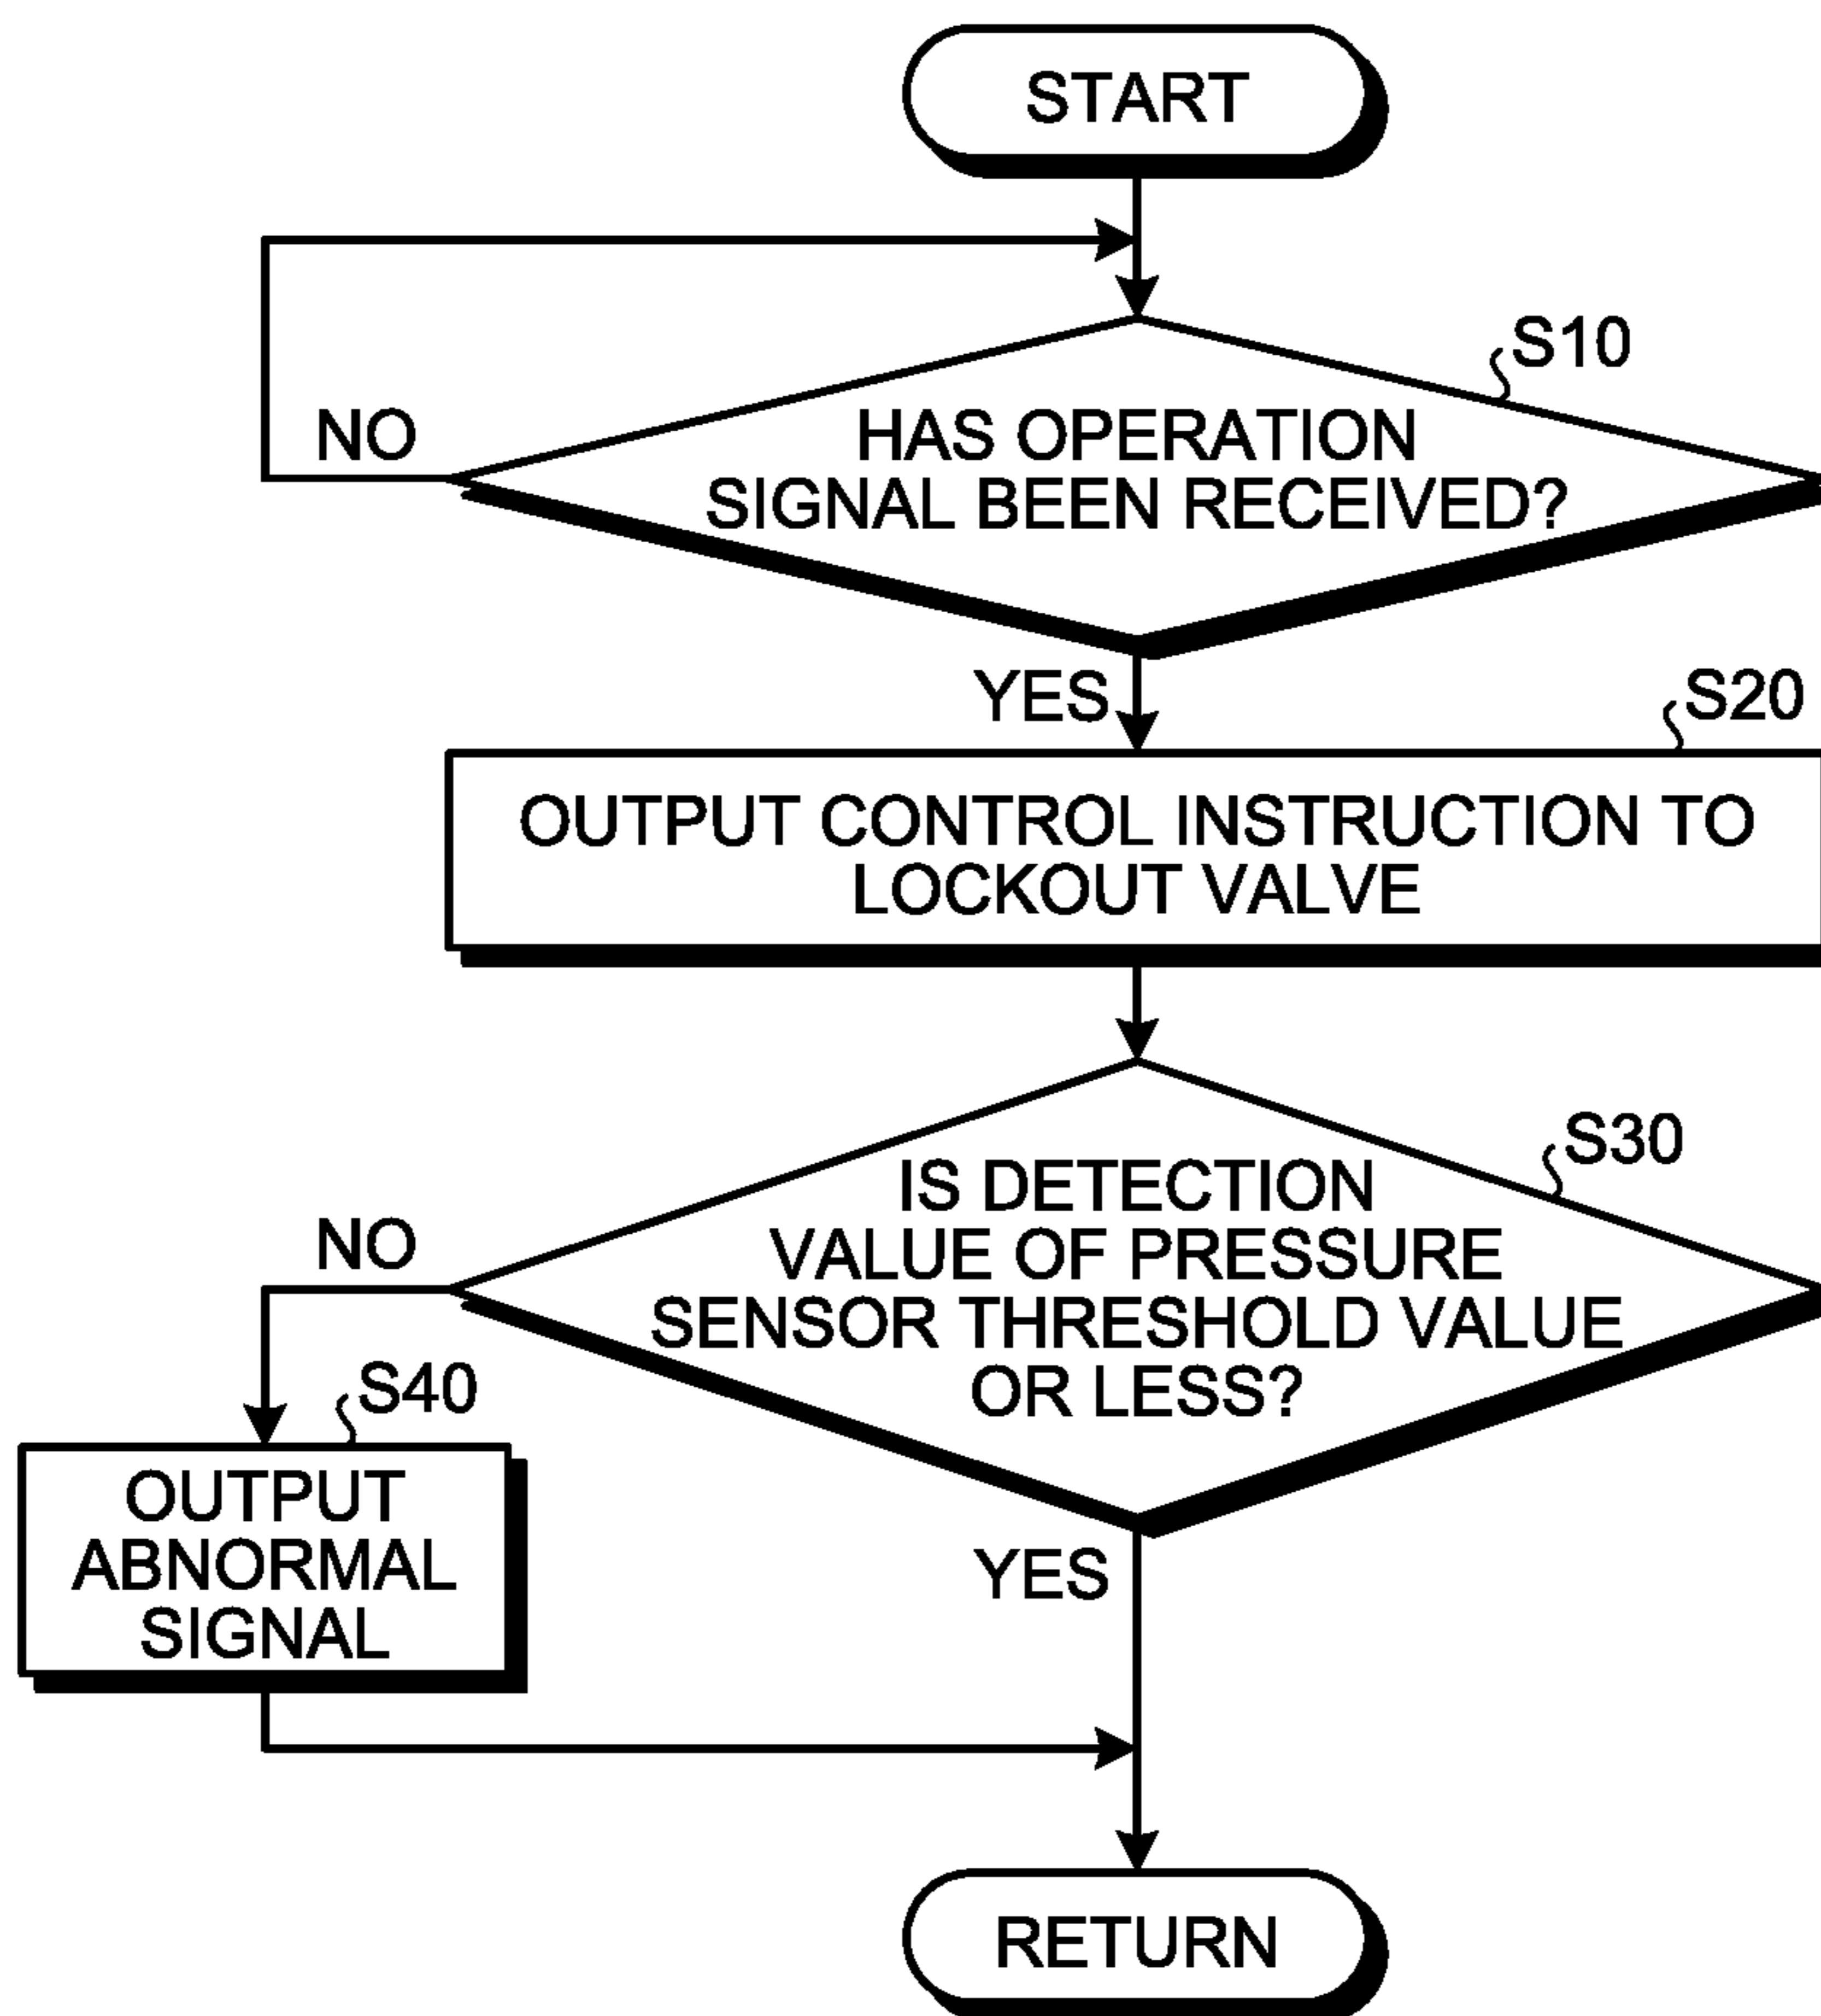 START
S10
NO
HAS OPERATION
SIGNAL BEEN RECEIVED?
YES
S20
OUTPUT CONTROL INSTRUCTION TO
LOCKOUT VALVE
S30
IS DETECTION
VALUE OF PRESSURE
SENSOR THRESHOLD VALUE
OR LESS?
NO
S40
OUTPUT
ABNORMAL
SIGNAL
YES
RETURN